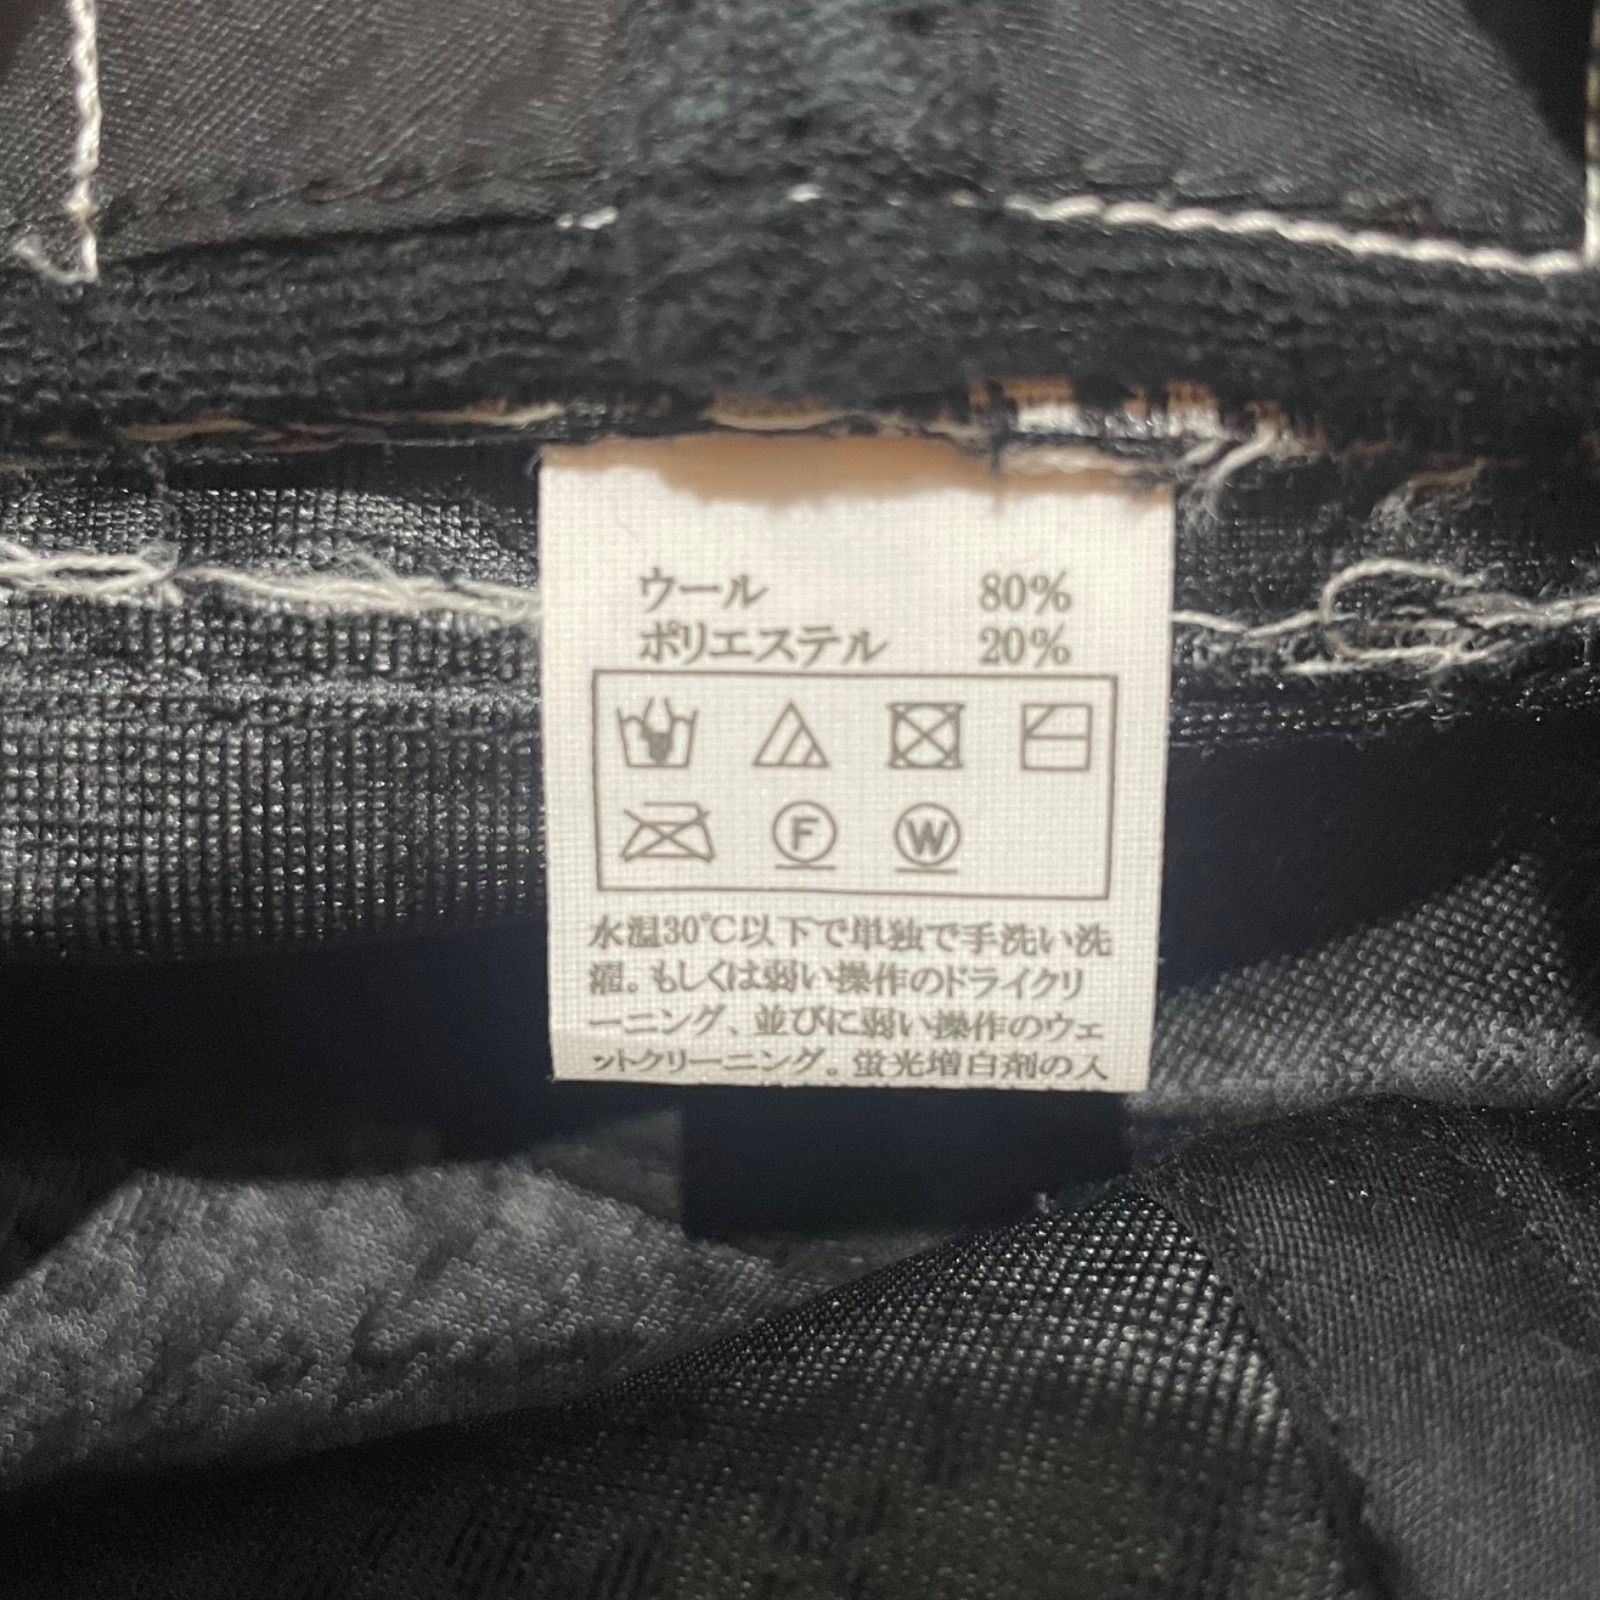 ウール 80%
ポリエステル 20%
F W
水温30℃以下で単独で手洗い洗
濯。もしくは弱い操作のドライクリ
ーニング、並びに弱い操作のウェ
ットクリーニング。蛍光増白剤の入